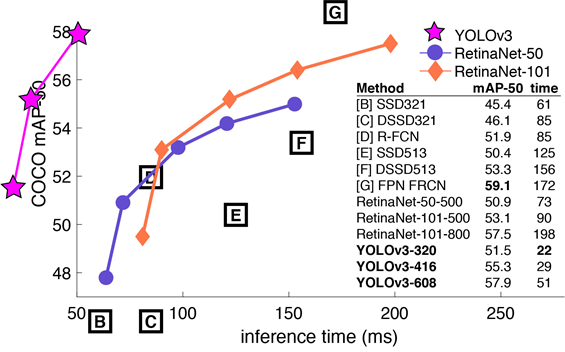 G
YOLOv3
RetinaNet-50
RetinaNet-101
58
56
54
52
50
48
COCO mAP-50
F
D
E
B
C
50
100
150
200
250
inference time (ms)
Method mAP-50 time
[B] SSD321 45.4 61
[C] DSSD321 46.1 85
[D] R-FCN 51.9 85
[E] SSD513 50.4 125
[F] DSSD513 53.3 156
[G] FPN FRCN 59.1 172
RetinaNet-50-500 50.9 73
RetinaNet-101-500 53.1 90
RetinaNet-101-800 57.5 198
YOLOv3-320 51.5 22
YOLOv3-416 55.3 29
YOLOv3-608 57.9 51